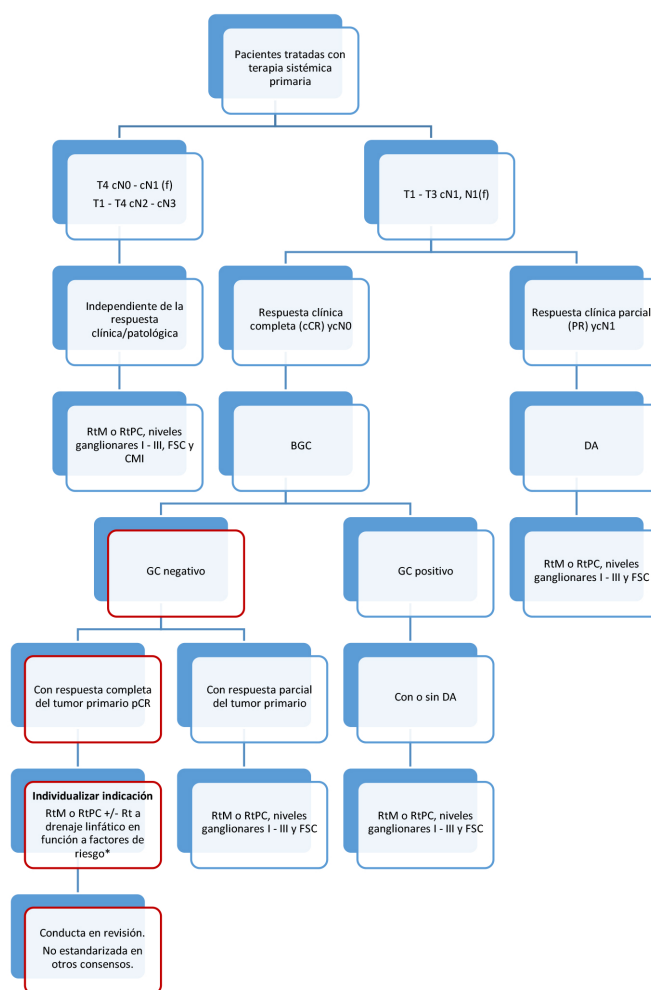 Pacientes tratadas con
terapia sistémica
primaria
T4 cN0 - cN1 (f)
T1 - T4 cN2 - cN3
T1 - T3 cN1, N1(f)
Independiente de la
respuesta
clínica/patológica
Respuesta clínica
completa (cCR) ycN0
Respuesta clínica parcial
(PR) ycN1
RtM o RtPC, niveles
ganglionares I - III, FSC y
CMI
BGC
DA
GC negativo
GC positivo
RtM o RtPC, niveles
ganglionares I - III y FSC
Con respuesta completa
del tumor primario pCR
Con respuesta parcial
del tumor primario
Con o sin DA
Individualizar indicación
RtM o RtPC +/- Rt a
drenaje linfático en
función a factores de
riesgo*
RtM o RtPC, niveles
ganglionares I - III y FSC
RtM o RtPC, niveles
ganglionares I - III y FSC
Conducta en revisión.
No estandarizada en
otros consensos.